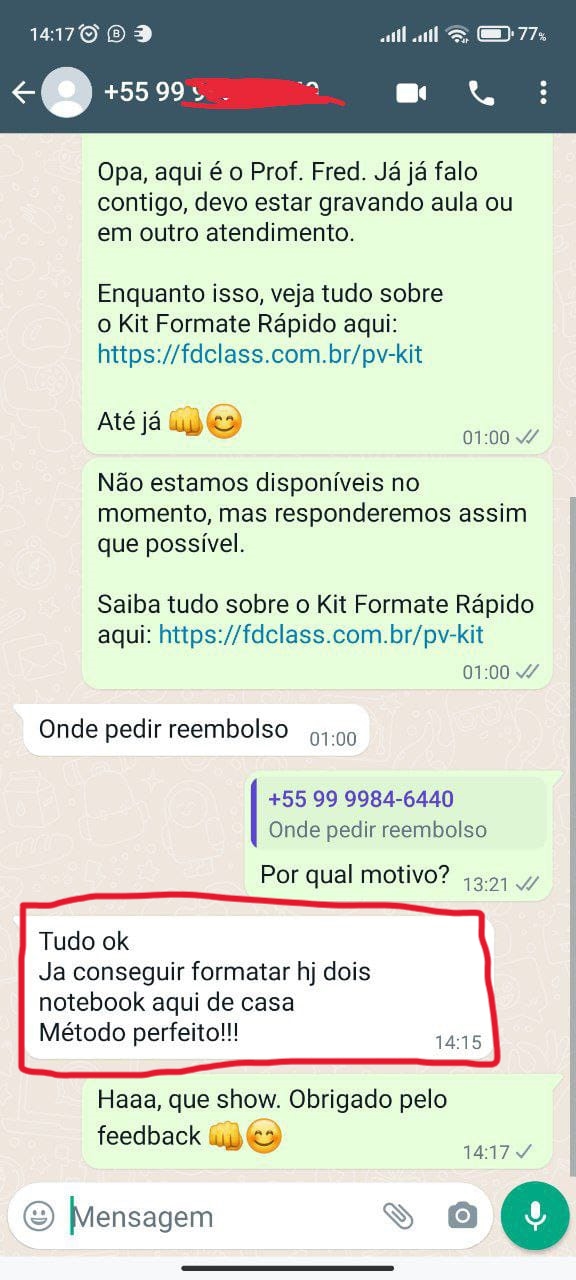 14:17
77%
+55 99 9
Opa, aqui é o Prof. Fred. Já já falo
contigo, devo estar gravando aula ou
em outro atendimento.
Enquanto isso, veja tudo sobre
o Kit Formate Rápido aqui:
https://fdclass.com.br/pv-kit
Até já 👊😊
01:00
Não estamos disponíveis no
momento, mas responderemos assim
que possível.
Saiba tudo sobre o Kit Formate Rápido
aqui: https://fdclass.com.br/pv-kit
01:00
Onde pedir reembolso 01:00
+55 99 9984-6440
Onde pedir reembolso
Por qual motivo? 13:21
Tudo ok
Ja conseguir formatar hj dois
notebook aqui de casa
Método perfeito!!!
14:15
Haaa, que show. Obrigado pelo
feedback 👊😊
14:17
Mensagem